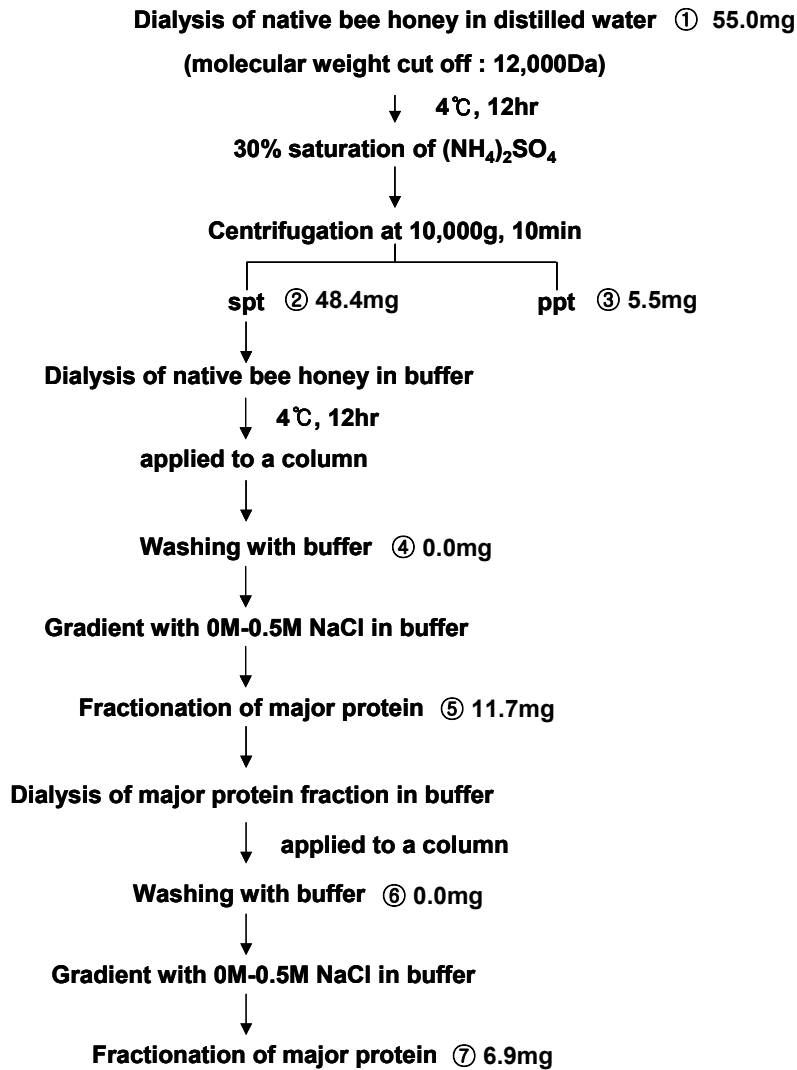 Dialysis of native bee honey in distilled water ① 55.0mg
(molecular weight cut off : 12,000Da)
4℃, 12hr
30% saturation of (NH₄)₂SO₄
Centrifugation at 10,000g, 10min
spt ② 48.4mg ppt ③ 5.5mg
Dialysis of native bee honey in buffer
4℃, 12hr
applied to a column
Washing with buffer ④ 0.0mg
Gradient with 0M-0.5M NaCl in buffer
Fractionation of major protein ⑤ 11.7mg
Dialysis of major protein fraction in buffer
applied to a column
Washing with buffer ⑥ 0.0mg
Gradient with 0M-0.5M NaCl in buffer
Fractionation of major protein ⑦ 6.9mg